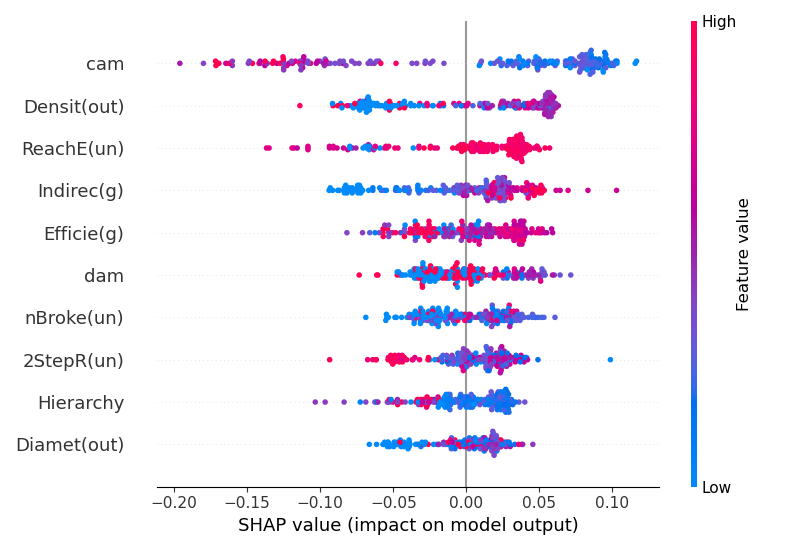 High
cam
Densit(out)
ReachE(un)
Indirec(g)
Efficie(g)
dam
nBroke(un)
2StepR(un)
Hierarchy
Diamet(out)
Feature value
Low
−0.20 −0.15 −0.10 −0.05 0.00 0.05 0.10
SHAP value (impact on model output)